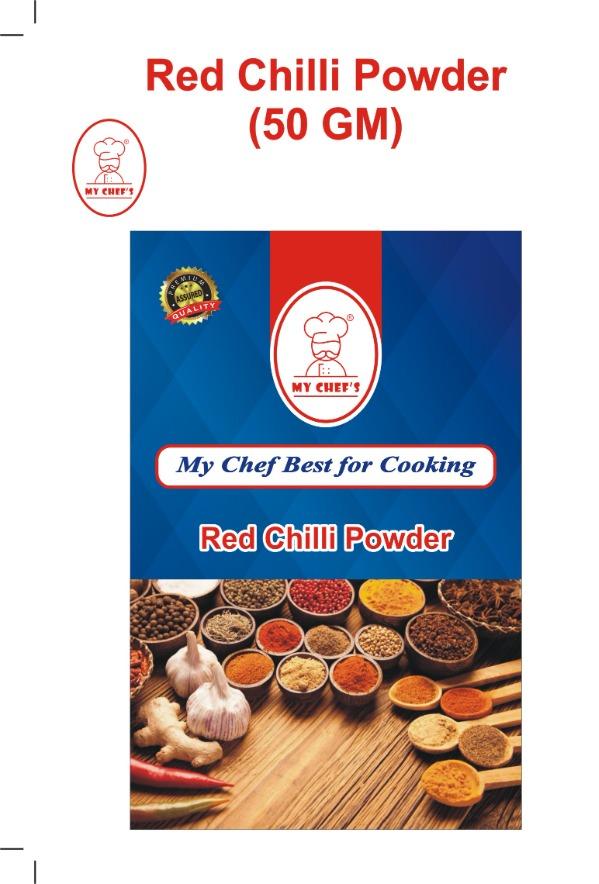 Red Chilli Powder
(50 GM)
®
MY CHEF'S
PREMIUM
ASSURED
QUALITY
®
MY CHEF'S
My Chef Best for Cooking
Red Chilli Powder